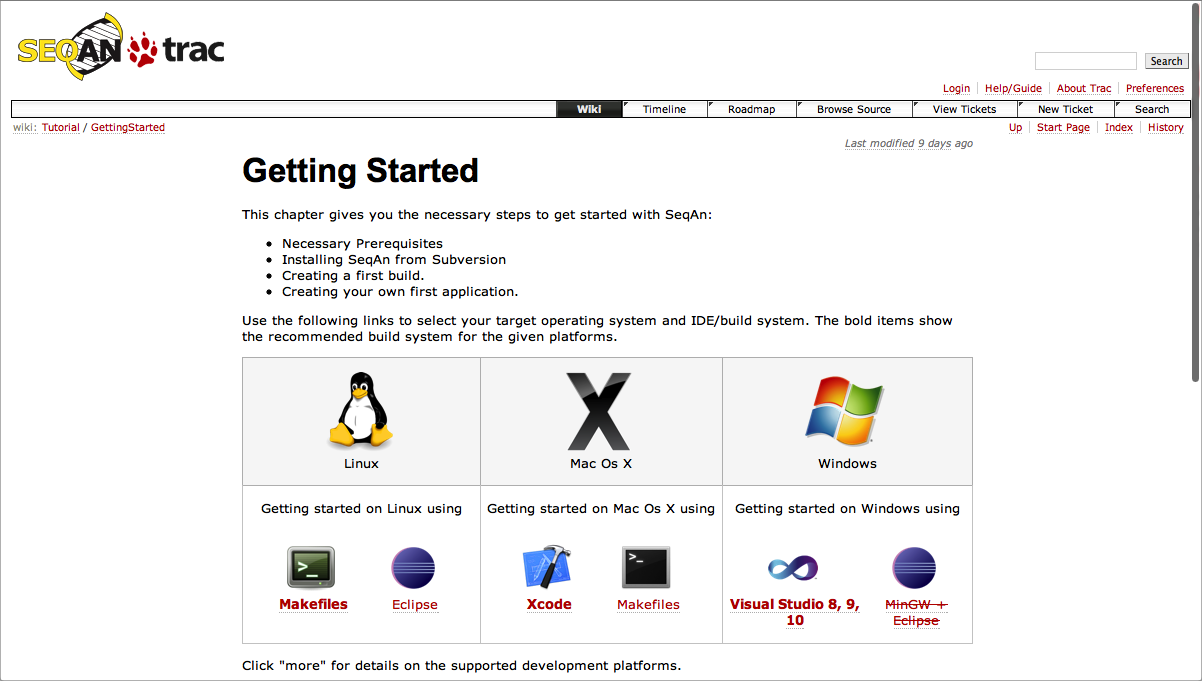 SEQAN trac
Search
Login Help/Guide About Trac Preferences
Wiki Timeline Roadmap Browse Source View Tickets New Ticket Search
wiki: Tutorial / GettingStarted Up Start Page Index History
Last modified 9 days ago
Getting Started
This chapter gives you the necessary steps to get started with SeqAn:
• Necessary Prerequisites
• Installing SeqAn from Subversion
• Creating a first build.
• Creating your own first application.
Use the following links to select your target operating system and IDE/build system. The bold items show
the recommended build system for the given platforms.
Linux Mac Os X Windows
Getting started on Linux using Getting started on Mac Os X using Getting started on Windows using
>_ >_
Makefiles Eclipse Xcode Makefiles Visual Studio 8, 9, MinGW +
10 Eclipse
Click "more" for details on the supported development platforms.